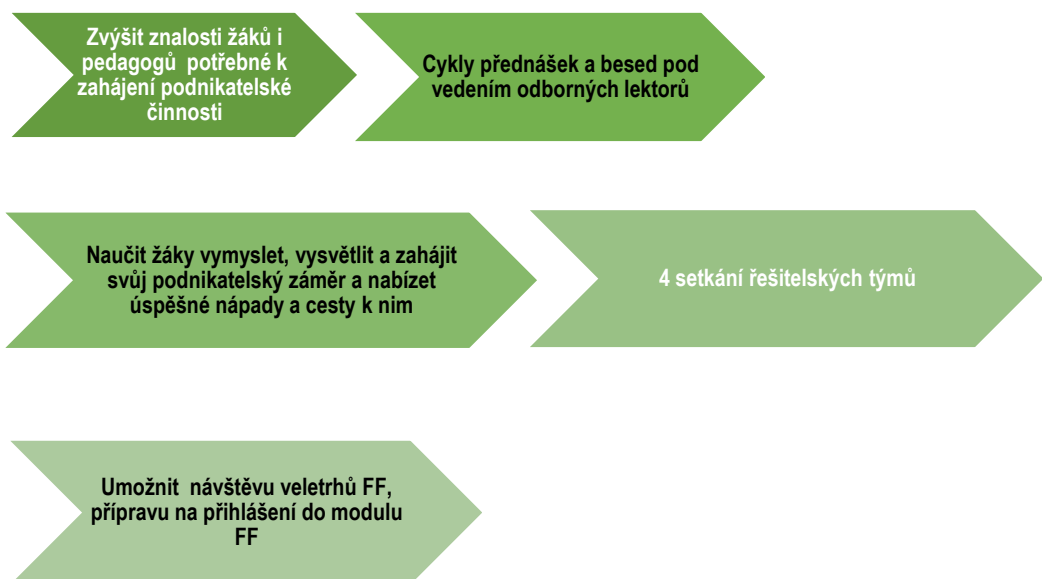 Zvýšit znalosti žáků i
pedagogů  potřebné k
zahájení podnikatelské
činnosti
Cykly přednášek a besed pod
vedením odborných lektorů
Naučit žáky vymyslet, vysvětlit a zahájit
svůj podnikatelský záměr a nabízet
úspěšné nápady a cesty k nim
4 setkání řešitelských týmů
Umožnit  návštěvu veletrhů FF,
přípravu na přihlášení do modulu
FF